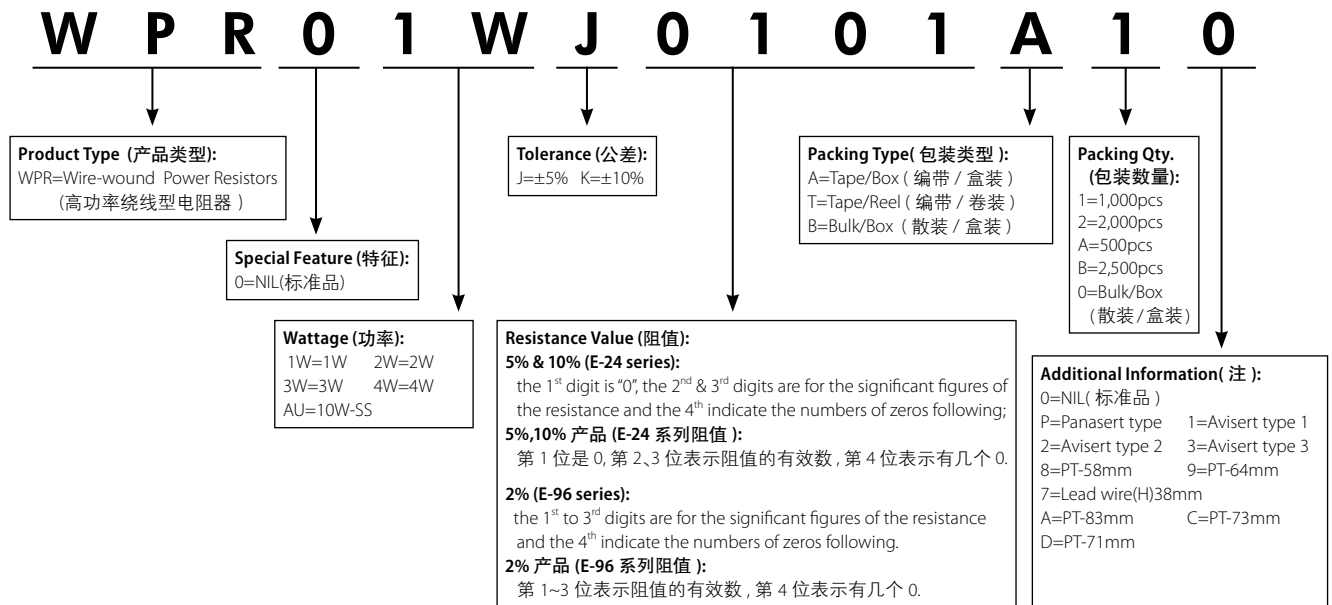 W P R 0 1 W J 0 1 0 1 A 1 0
Product Type (产品类型):
WPR=Wire-wound Power Resistors
(高功率绕线型电阻器)
Special Feature (特征):
0=NIL(标准品)
Wattage (功率):
1W=1W 2W=2W
3W=3W 4W=4W
AU=10W-SS
Tolerance (公差):
J=±5% K=±10%
Resistance Value (阻值):
5% & 10% (E-24 series):
the 1st digit is “0”, the 2nd & 3rd digits are for the significant figures of
the resistance and the 4th indicate the numbers of zeros following;
5%,10% 产品 (E-24 系列阻值 ):
第 1 位是 0, 第 2、3 位表示阻值的有效数 , 第 4 位表示有几个 0.
2% (E-96 series):
the 1st to 3rd digits are for the significant figures of the resistance
and the 4th indicate the numbers of zeros following.
2% 产品 (E-96 系列阻值 ):
第 1~3 位表示阻值的有效数 , 第 4 位表示有几个 0.
Packing Type( 包装类型 ):
A=Tape/Box ( 编带 / 盒装 )
T=Tape/Reel ( 编带 / 卷装 )
B=Bulk/Box ( 散装 / 盒装 )
Packing Qty.
(包装数量):
1=1,000pcs
2=2,000pcs
A=500pcs
B=2,500pcs
0=Bulk/Box
(散装/盒装)
Additional Information( 注 ):
0=NIL( 标准品 )
P=Panasert type 1=Avisert type 1
2=Avisert type 2 3=Avisert type 3
8=PT-58mm 9=PT-64mm
7=Lead wire(H)38mm
A=PT-83mm C=PT-73mm
D=PT-71mm